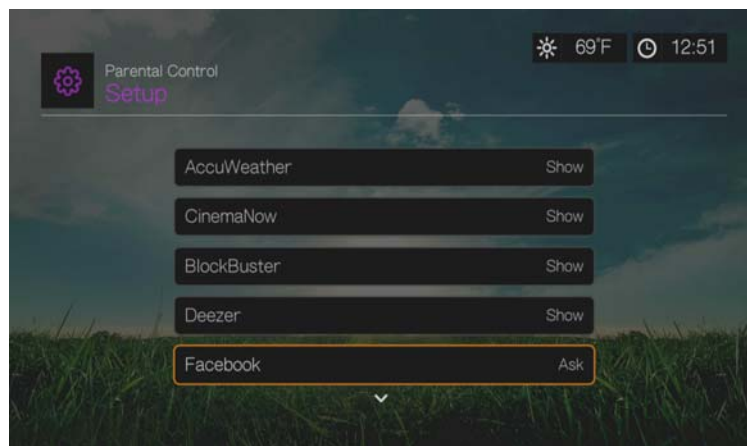 69°F 12:51
Parental Control
Setup
AccuWeather Show
CinemaNow Show
BlockBuster Show
Deezer Show
Facebook Ask